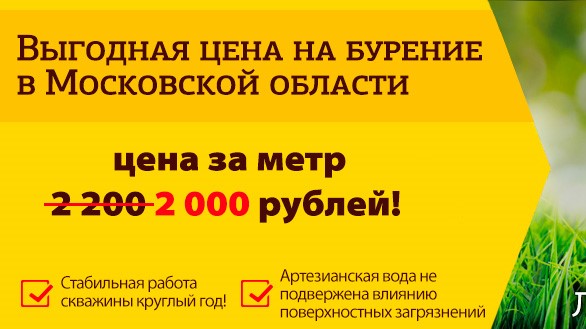 Выгодная цена на бурение
в Московской области
цена за метр
2 200 2 000 рублей!
Стабильная работа
скважины круглый год!
Артезианская вода не
подвержена влиянию
поверхностных загрязнений